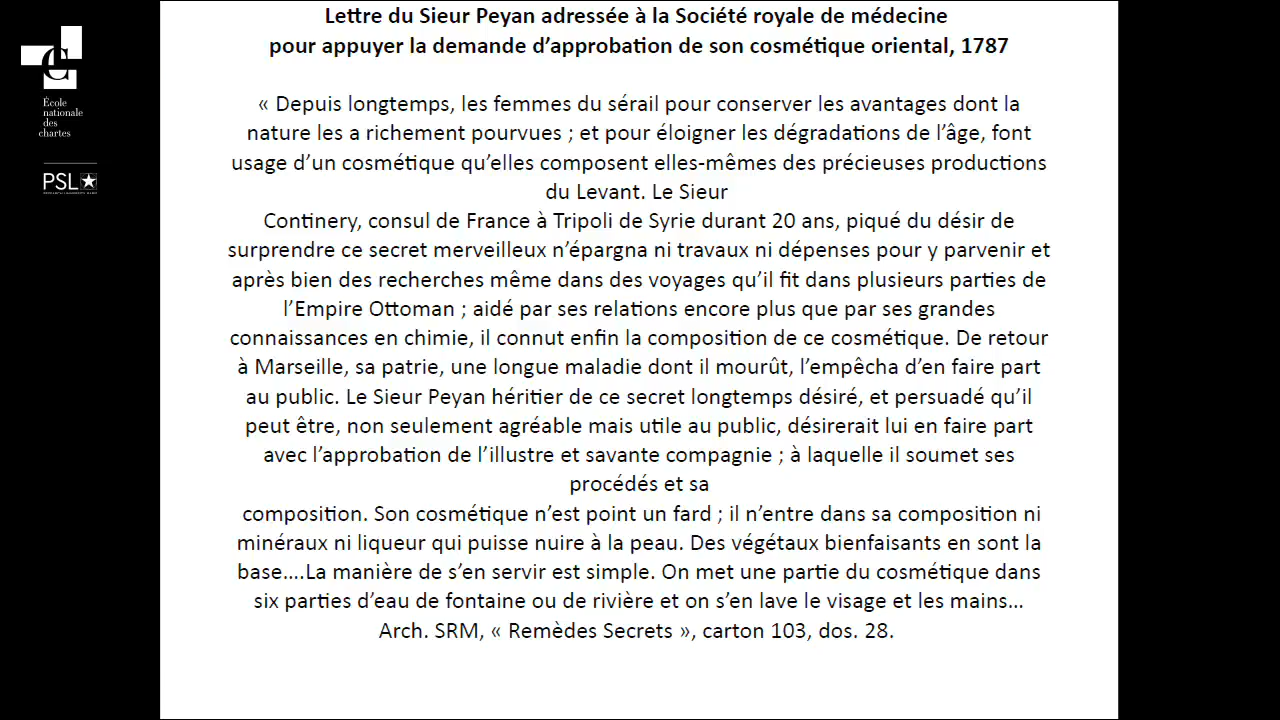 Lettre du Sieur Peyan adressée à la Société royale de médecine
pour appuyer la demande d'approbation de son cosmétique oriental, 1787
« Depuis longtemps, les femmes du sérail pour conserver les avantages dont la
nature les a richement pourvues ; et pour éloigner les dégradations de l'âge, font
usage d'un cosmétique qu'elles composent elles-mêmes des précieuses productions
du Levant. Le Sieur
Continery, consul de France à Tripoli de Syrie durant 20 ans, piqué du désir de
surprendre ce secret merveilleux n'épargna ni travaux ni dépenses pour y parvenir et
après bien des recherches même dans des voyages qu'il fit dans plusieurs parties de
l'Empire Ottoman ; aidé par ses relations encore plus que par ses grandes
connaissances en chimie, il connut enfin la composition de ce cosmétique. De retour
à Marseille, sa patrie, une longue maladie dont il mourût, l'empêcha d'en faire part
au public. Le Sieur Peyan héritier de ce secret longtemps désiré, et persuadé qu'il
peut être, non seulement agréable mais utile au public, désirerait lui en faire part
avec l'approbation de l'illustre et savante compagnie ; à laquelle il soumet ses
procédés et sa
composition. Son cosmétique n'est point un fard ; il n'entre dans sa composition ni
minéraux ni liqueur qui puisse nuire à la peau. Des végétaux bienfaisants en sont la
base….La manière de s'en servir est simple. On met une partie du cosmétique dans
six parties d'eau de fontaine ou de rivière et on s'en lave le visage et les mains…
Arch. SRM, « Remèdes Secrets », carton 103, dos. 28.
École
nationale
des
chartes
PSL